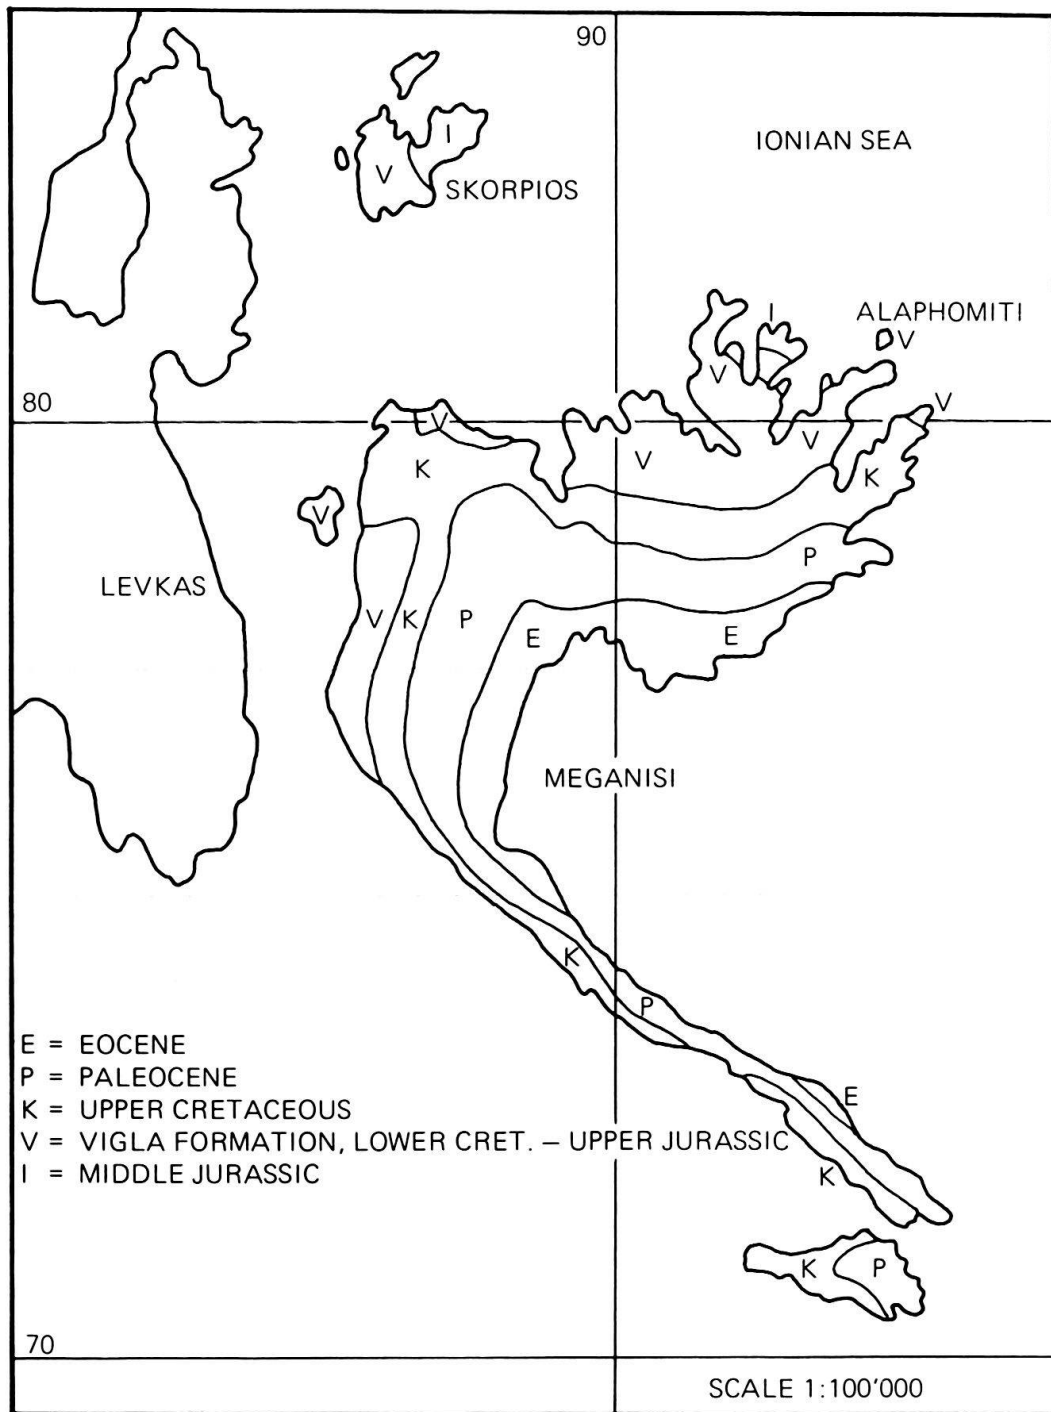 90
I
IONIAN SEA
V
SKORPIOS
I
ALAPHOMITI
V
V
80
V
V
V
V
K
K
V
P
LEVKAS
V
K
P
E
E
MEGANISI
K
P
E = EOCENE
P = PALEOCENE
E
K = UPPER CRETACEOUS
V = VIGLA FORMATION, LOWER CRET. – UPPER JURASSIC
I = MIDDLE JURASSIC
K
K
P
70
SCALE 1:100'000